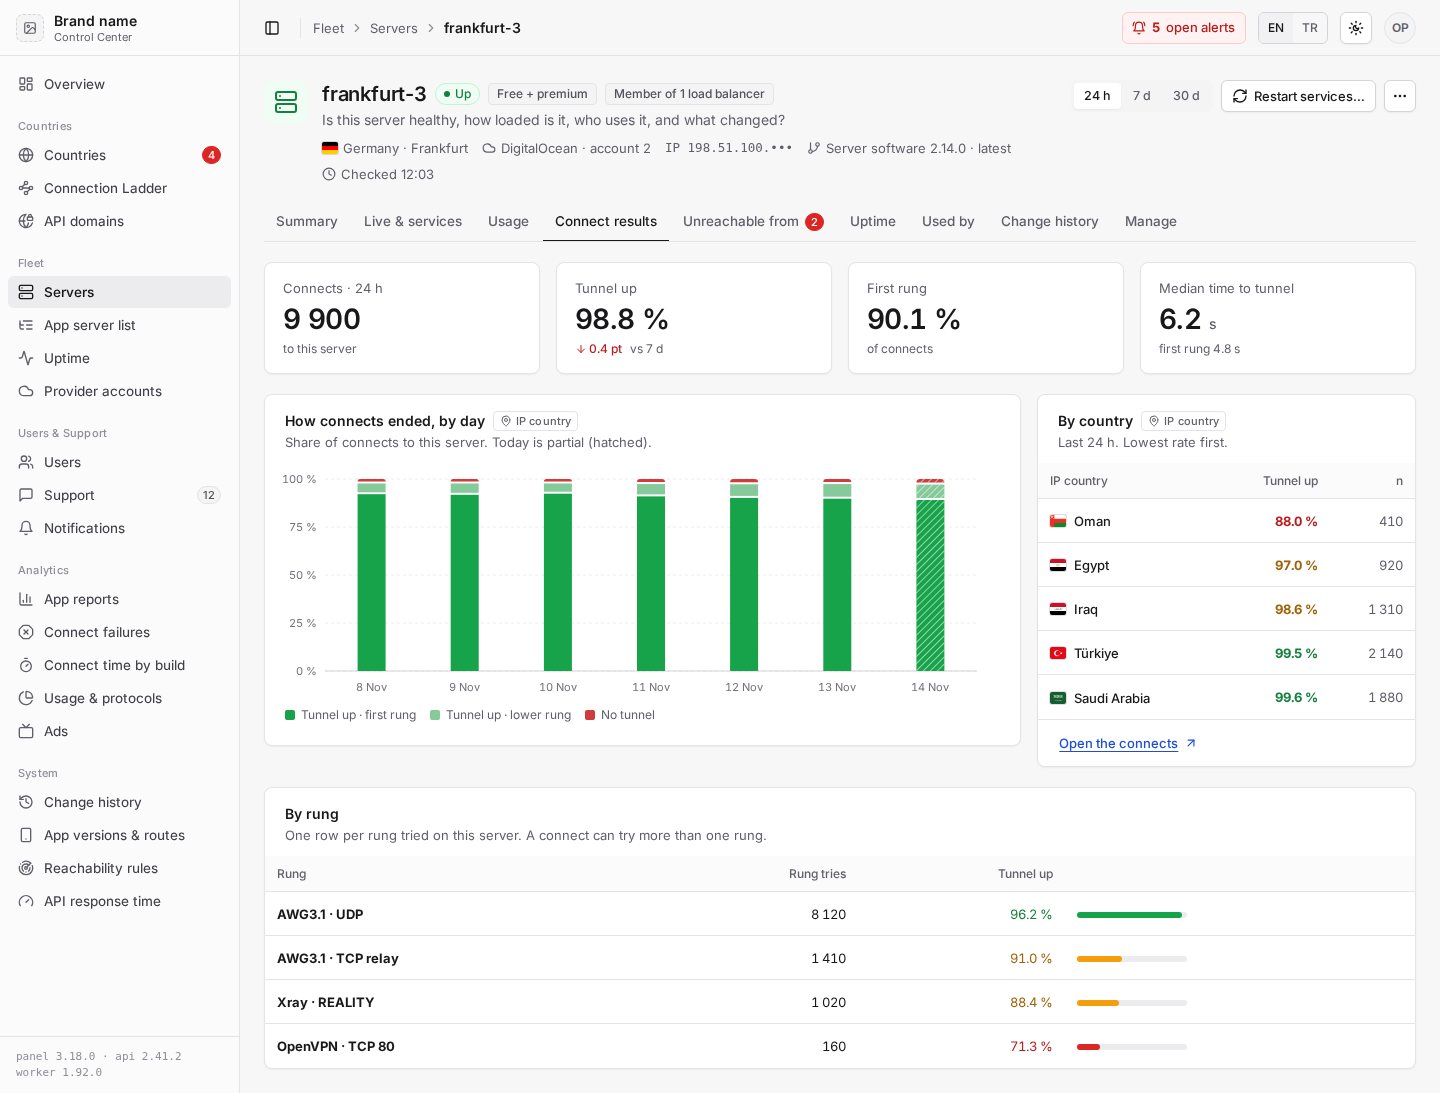 Brand name
Control Center
Overview
Countries
Countries 4
Connection Ladder
API domains
Fleet
Servers
App server list
Uptime
Provider accounts
Users & Support
Users
Support 12
Notifications
Analytics
App reports
Connect failures
Connect time by build
Usage & protocols
Ads
System
Change history
App versions & routes
Reachability rules
API response time
panel 3.18.0 · api 2.41.2
worker 1.92.0
Fleet > Servers > frankfurt-3
5 open alerts
EN TR
OP
frankfurt-3 Up Free + premium Member of 1 load balancer
24 h 7 d 30 d Restart services...
Is this server healthy, how loaded is it, who uses it, and what changed?
Germany · Frankfurt DigitalOcean · account 2 IP 198.51.100.••• Server software 2.14.0 · latest
Checked 12:03
Summary Live & services Usage Connect results Unreachable from 2 Uptime Used by Change history Manage
Connects · 24 h
9 900
to this server
Tunnel up
98.8 %
↓ 0.4 pt vs 7 d
First rung
90.1 %
of connects
Median time to tunnel
6.2 s
first rung 4.8 s
How connects ended, by day IP country
Share of connects to this server. Today is partial (hatched).
100 %
75 %
50 %
25 %
0 %
8 Nov 9 Nov 10 Nov 11 Nov 12 Nov 13 Nov 14 Nov
Tunnel up · first rung Tunnel up · lower rung No tunnel
By country IP country
Last 24 h. Lowest rate first.
IP country Tunnel up n
Oman 88.0 % 410
Egypt 97.0 % 920
Iraq 98.6 % 1 310
Türkiye 99.5 % 2 140
Saudi Arabia 99.6 % 1 880
Open the connects
By rung
One row per rung tried on this server. A connect can try more than one rung.
Rung Rung tries Tunnel up
AWG3.1 · UDP 8 120 96.2 %
AWG3.1 · TCP relay 1 410 91.0 %
Xray · REALITY 1 020 88.4 %
OpenVPN · TCP 80 160 71.3 %